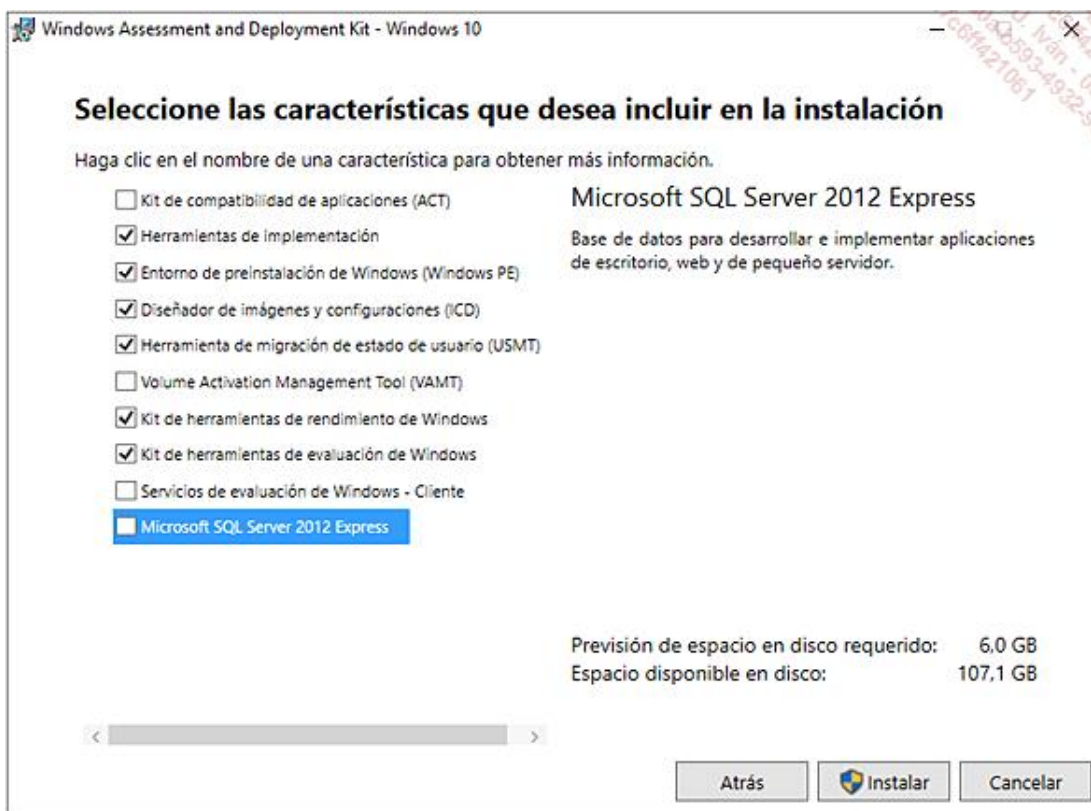 Windows Assessment and Deployment Kit - Windows 10
Seleccione las características que desea incluir en la instalación
Haga clic en el nombre de una característica para obtener más información.
Kit de compatibilidad de aplicaciones (ACT)
Herramientas de implementación
Entorno de preinstalación de Windows (Windows PE)
Diseñador de imágenes y configuraciones (ICD)
Herramienta de migración de estado de usuario (USMT)
Volume Activation Management Tool (VAMT)
Kit de herramientas de rendimiento de Windows
Kit de herramientas de evaluación de Windows
Servicios de evaluación de Windows - Cliente
Microsoft SQL Server 2012 Express
Microsoft SQL Server 2012 Express
Base de datos para desarrollar e implementar aplicaciones
de escritorio, web y de pequeño servidor.
Previsión de espacio en disco requerido: 6,0 GB
Espacio disponible en disco: 107,1 GB
Atrás
Instalar
Cancelar